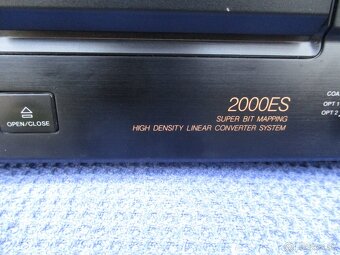 2000ES
SUPER BIT MAPPING
HIGH DENSITY LINEAR CONVERTER SYSTEM
OPEN/CLOSE
COA
OPT 1
OPT 2